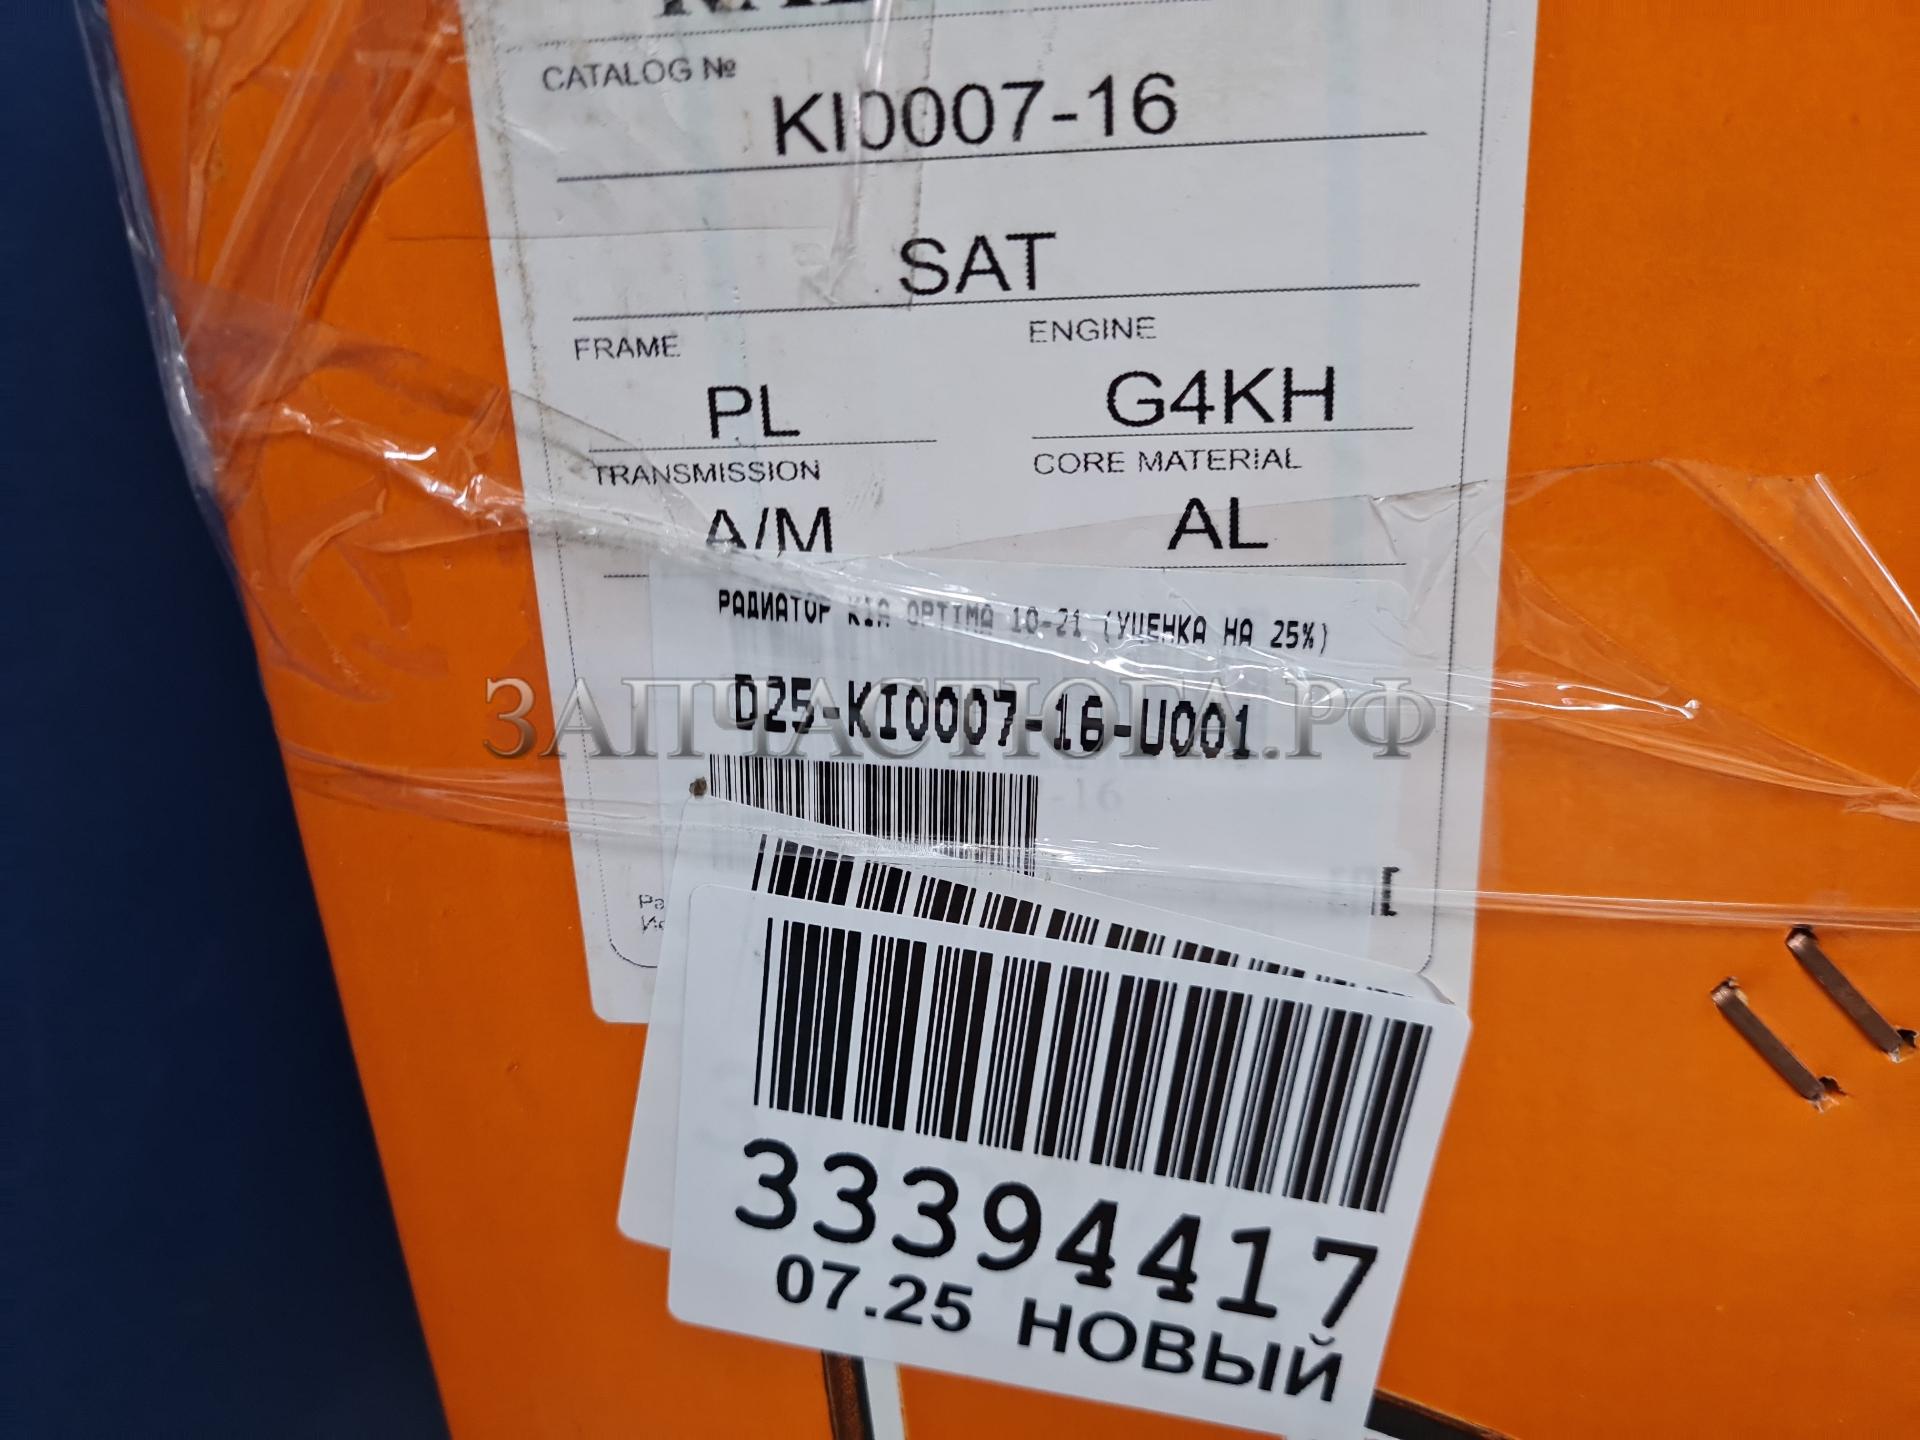 CATALOG №
KI0007-16
SAT
FRAME
ENGINE
PL
G4KH
TRANSMISSION
CORE MATERIAL
A/M
AL
РАДИАТОР KIA OPTIMA 10-21 (УЦЕНКА НА 25%)
D25-KI0007-16-U001
ЗАПЧАСТЮГА.РФ
-16
33394417
07.25 НОВЫЙ